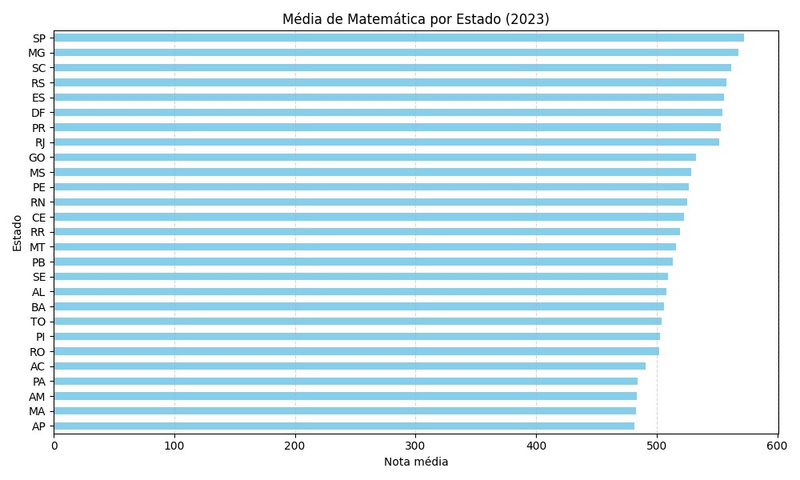 Média de Matemática por Estado (2023)
SP
MG
SC
RS
ES
DF
PR
RJ
GO
MS
PE
RN
CE
RR
MT
PB
SE
AL
BA
TO
PI
RO
AC
PA
AM
MA
AP
Estado
0 100 200 300 400 500 600
Nota média